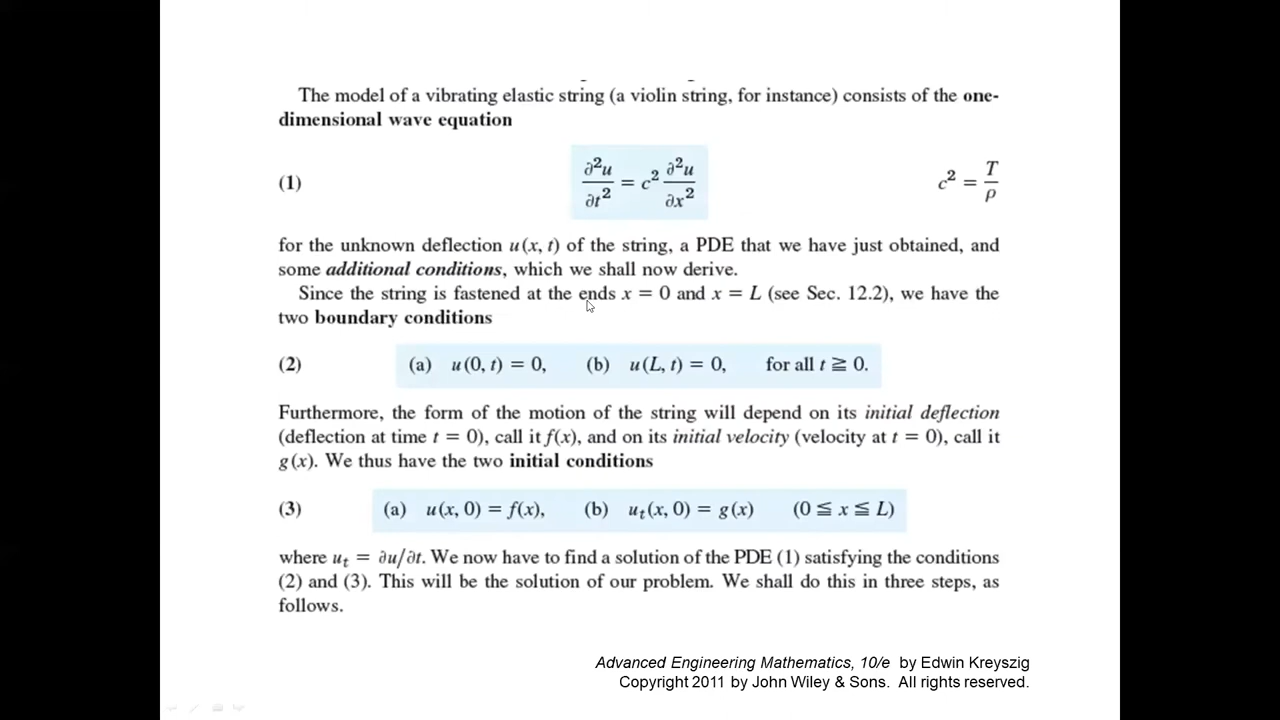 The model of a vibrating elastic string (a violin string, for instance) consists of the one-
dimensional wave equation
(1) ∂²u/∂t² = c² ∂²u/∂x² c² = T/ρ
for the unknown deflection u(x, t) of the string, a PDE that we have just obtained, and
some additional conditions, which we shall now derive.
Since the string is fastened at the ends x = 0 and x = L (see Sec. 12.2), we have the
two boundary conditions
(2) (a) u(0, t) = 0, (b) u(L, t) = 0, for all t ≧ 0.
Furthermore, the form of the motion of the string will depend on its initial deflection
(deflection at time t = 0), call it f(x), and on its initial velocity (velocity at t = 0), call it
g(x). We thus have the two initial conditions
(3) (a) u(x, 0) = f(x), (b) uₜ(x, 0) = g(x) (0 ≦ x ≦ L)
where uₜ = ∂u/∂t. We now have to find a solution of the PDE (1) satisfying the conditions
(2) and (3). This will be the solution of our problem. We shall do this in three steps, as
follows.
Advanced Engineering Mathematics, 10/e by Edwin Kreyszig
Copyright 2011 by John Wiley & Sons. All rights reserved.